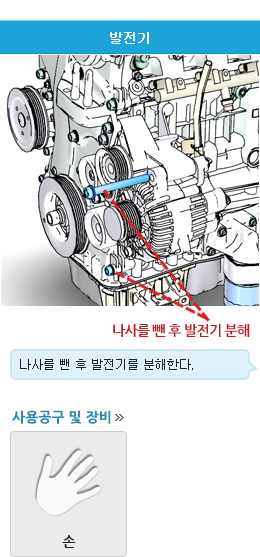 발전기
나사를 뺀 후 발전기 분해
나사를 뺀 후 발전기를 분해한다.
사용공구 및 장비 »
손